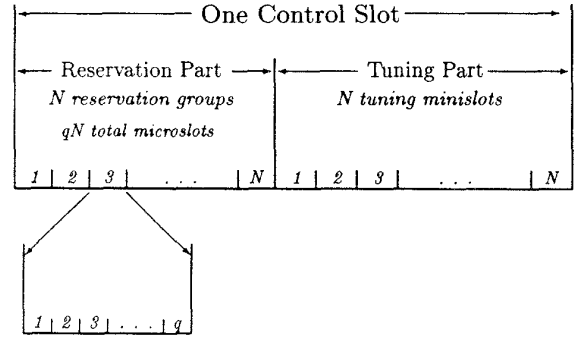 One Control Slot
Reservation Part Tuning Part
N reservation groups N tuning minislots
qN total microslots
1 2 3 . . . N 1 2 3 . . . N
1 2 3 . . . q